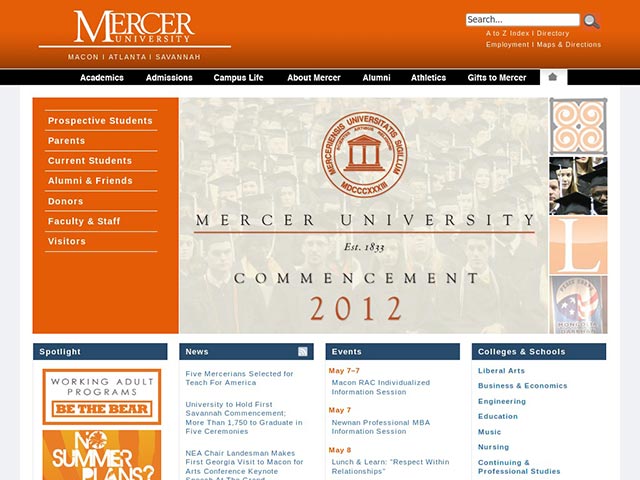 MERCER
UNIVERSITY
MACON I ATLANTA I SAVANNAH
Search...
A to Z Index I Directory
Employment I Maps & Directions
Academics Admissions Campus Life About Mercer Alumni Athletics Gifts to Mercer
Prospective Students
Parents
Current Students
Alumni & Friends
Donors
Faculty & Staff
Visitors
MERCERIENSIS UNIVERSITATIS SIGILLUM
MDCCCXXXIII
MERCER UNIVERSITY
Est. 1833
COMMENCEMENT
2012
L
Spotlight
WORKING ADULT
PROGRAMS
BE THE BEAR
NO
SUMMER
PLANS?
News
Five Mercerians Selected for
Teach For America
University to Hold First
Savannah Commencement;
More Than 1,750 to Graduate in
Five Ceremonies
NEA Chair Landesman Makes
First Georgia Visit to Macon for
Arts Conference Keynote
Speech At The Grand
Events
May 7–7
Macon RAC Individualized
Information Session
May 7
Newnan Professional MBA
Information Session
May 8
Lunch & Learn: "Respect Within
Relationships"
Colleges & Schools
Liberal Arts
Business & Economics
Engineering
Education
Music
Nursing
Continuing &
Professional Studies